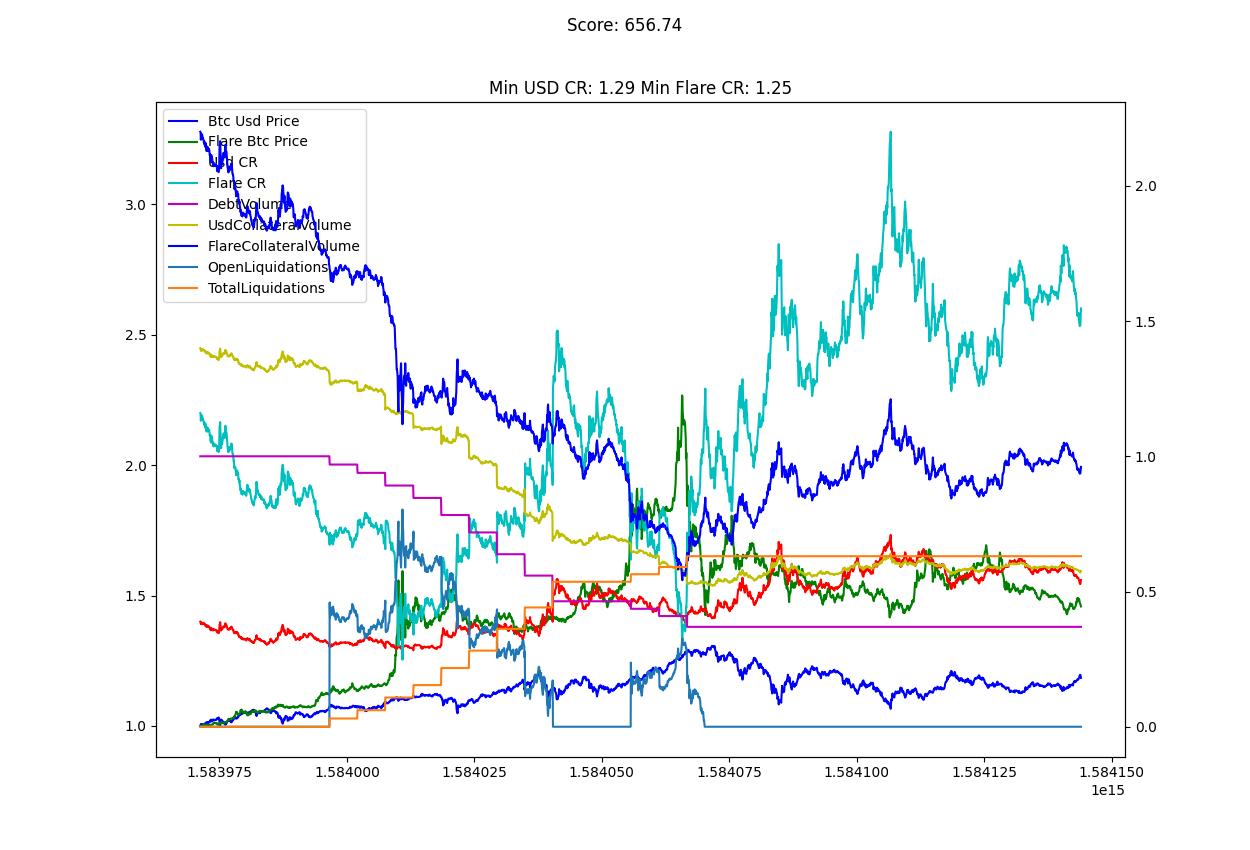 Score: 656.74
Min USD CR: 1.29 Min Flare CR: 1.25
Btc Usd Price
Flare Btc Price
Usd CR
Flare CR
DebtVolume
UsdCollateralVolume
FlareCollateralVolume
OpenLiquidations
TotalLiquidations
3.0
2.5
2.0
1.5
1.0
2.0
1.5
1.0
0.5
0.0
1.583975 1.584000 1.584025 1.584050 1.584075 1.584100 1.584125 1.584150
1e15